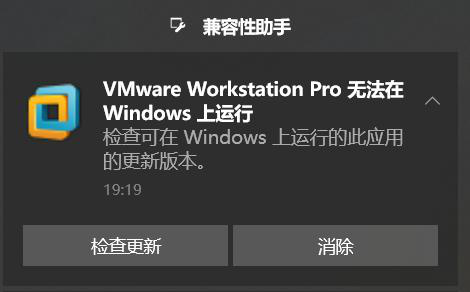 兼容性助手
VMware Workstation Pro 无法在
Windows 上运行
检查可在 Windows 上运行的此应用
的更新版本。
19:19
检查更新
消除